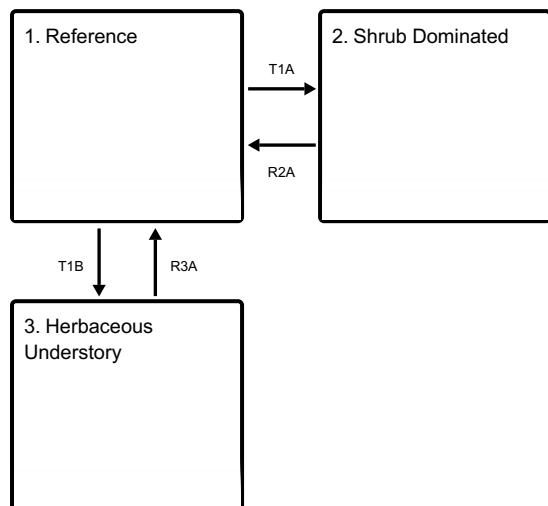 1. Reference
2. Shrub Dominated
T1A
R2A
T1B
R3A
3. Herbaceous
Understory